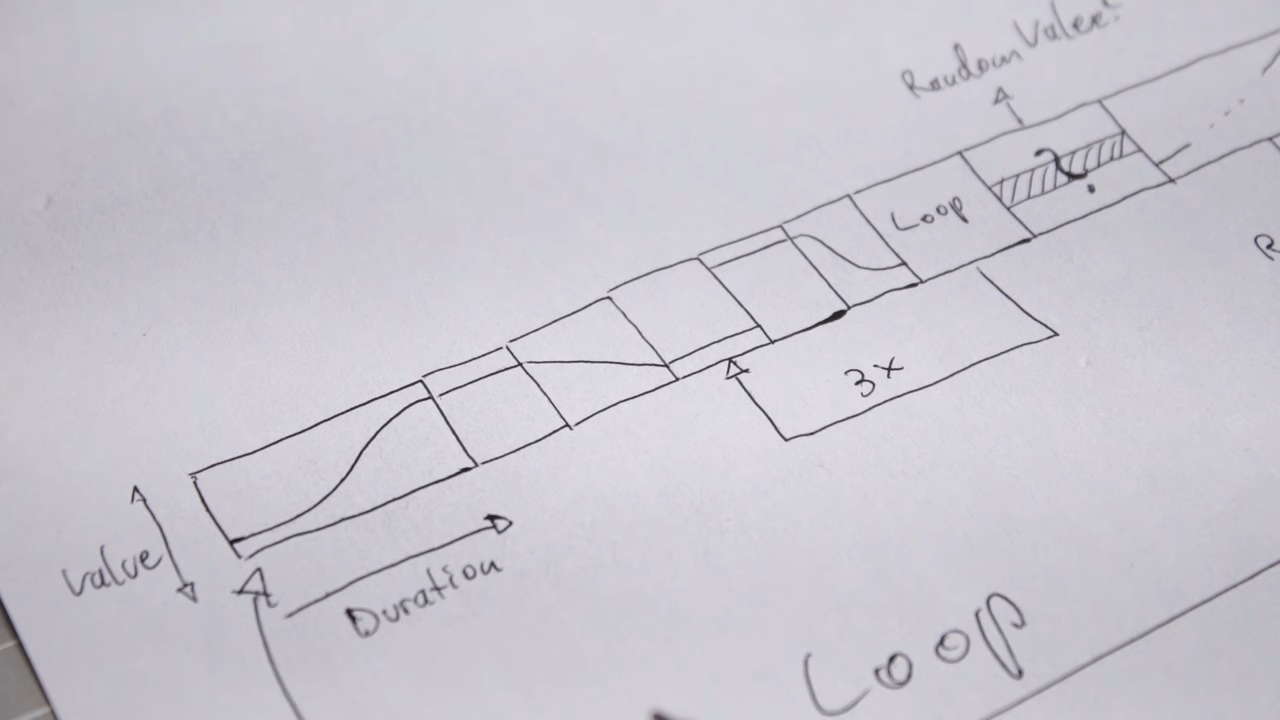 Random Value?
Loop
?
3x
Value
Duration
Loop
R